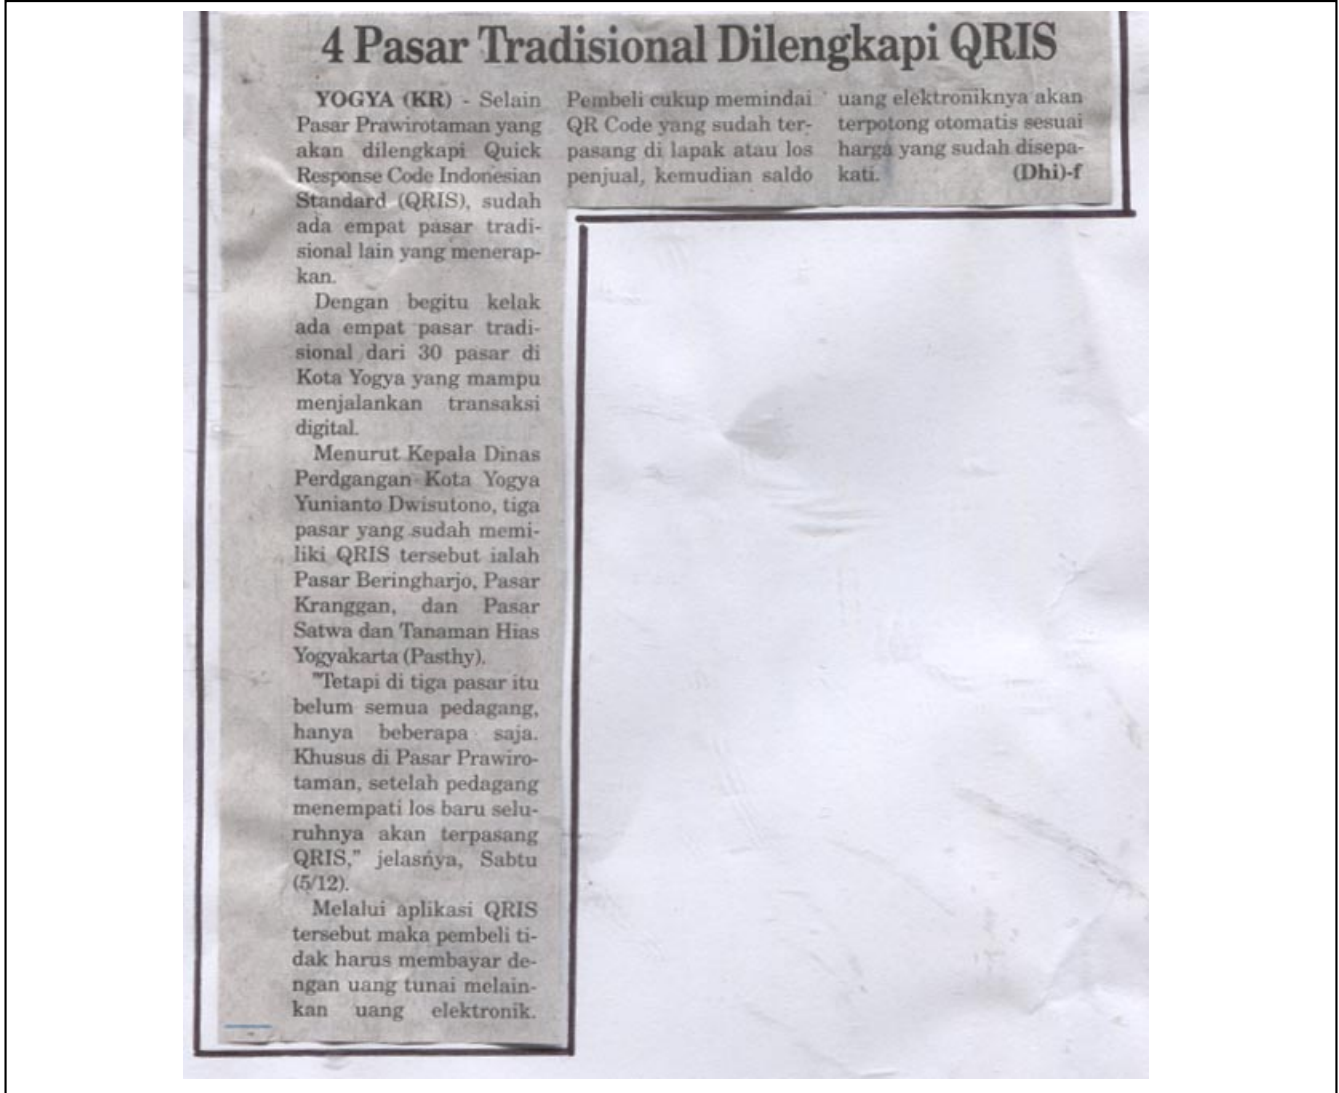 4 Pasar Tradisional Dilengkapi QRIS
YOGYA (KR) - Selain
Pasar Prawirotaman yang
akan dilengkapi Quick
Response Code Indonesian
Standard (QRIS), sudah
ada empat pasar tradi-
sional lain yang menerap-
kan.
Dengan begitu kelak
ada empat pasar tradi-
sional dari 30 pasar di
Kota Yogya yang mampu
menjalankan transaksi
digital.
Menurut Kepala Dinas
Perdgangan Kota Yogya
Yunianto Dwisutono, tiga
pasar yang sudah memi-
liki QRIS tersebut ialah
Pasar Beringharjo, Pasar
Kranggan, dan Pasar
Satwa dan Tanaman Hias
Yogyakarta (Pasthy).
"Tetapi di tiga pasar itu
belum semua pedagang,
hanya beberapa saja.
Khusus di Pasar Prawiro-
taman, setelah pedagang
menempati los baru selu-
ruhnya akan terpasang
QRIS," jelasnya, Sabtu
(5/12).
Melalui aplikasi QRIS
tersebut maka pembeli ti-
dak harus membayar de-
ngan uang tunai melain-
kan uang elektronik.
Pembeli cukup memindai
QR Code yang sudah ter-
pasang di lapak atau los
penjual, kemudian saldo
uang elektroniknya akan
terpotong otomatis sesuai
harga yang sudah disepa-
kati. (Dhi)-f